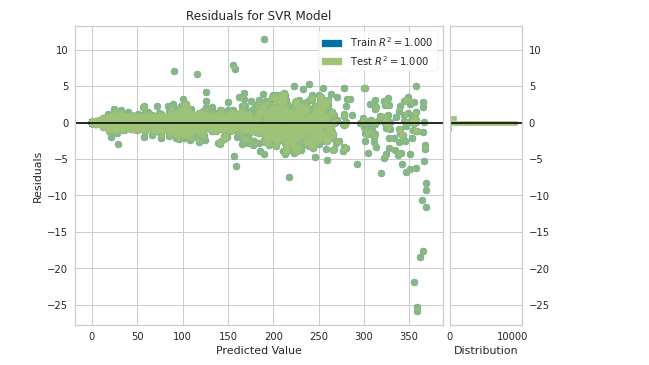 Residuals for SVR Model
Train R² = 1.000
Test R² = 1.000
10
5
0
−5
−10
−15
−20
−25
Residuals
0 50 100 150 200 250 300 350
Predicted Value
10
5
0
−5
−10
−15
−20
−25
0 10000
Distribution